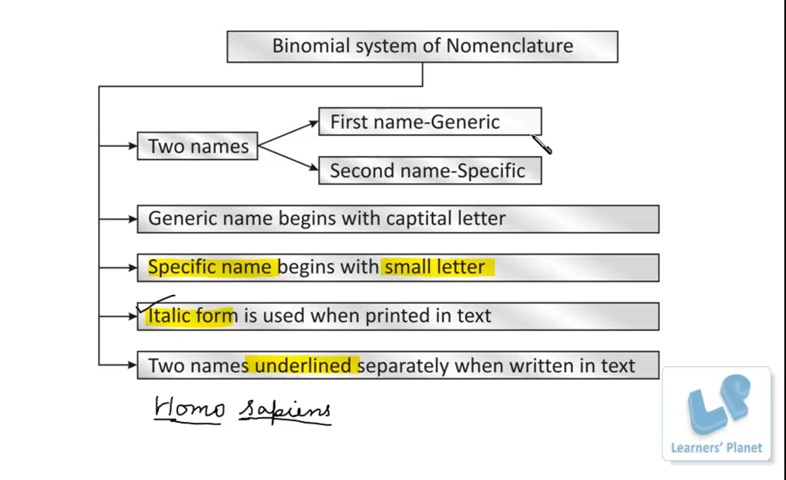 Binomial system of Nomenclature
First name-Generic
Two names
Second name-Specific
Generic name begins with captital letter
Specific name begins with small letter
Italic form is used when printed in text
Two names underlined separately when written in text
Homo sapiens
LP
Learners' Planet